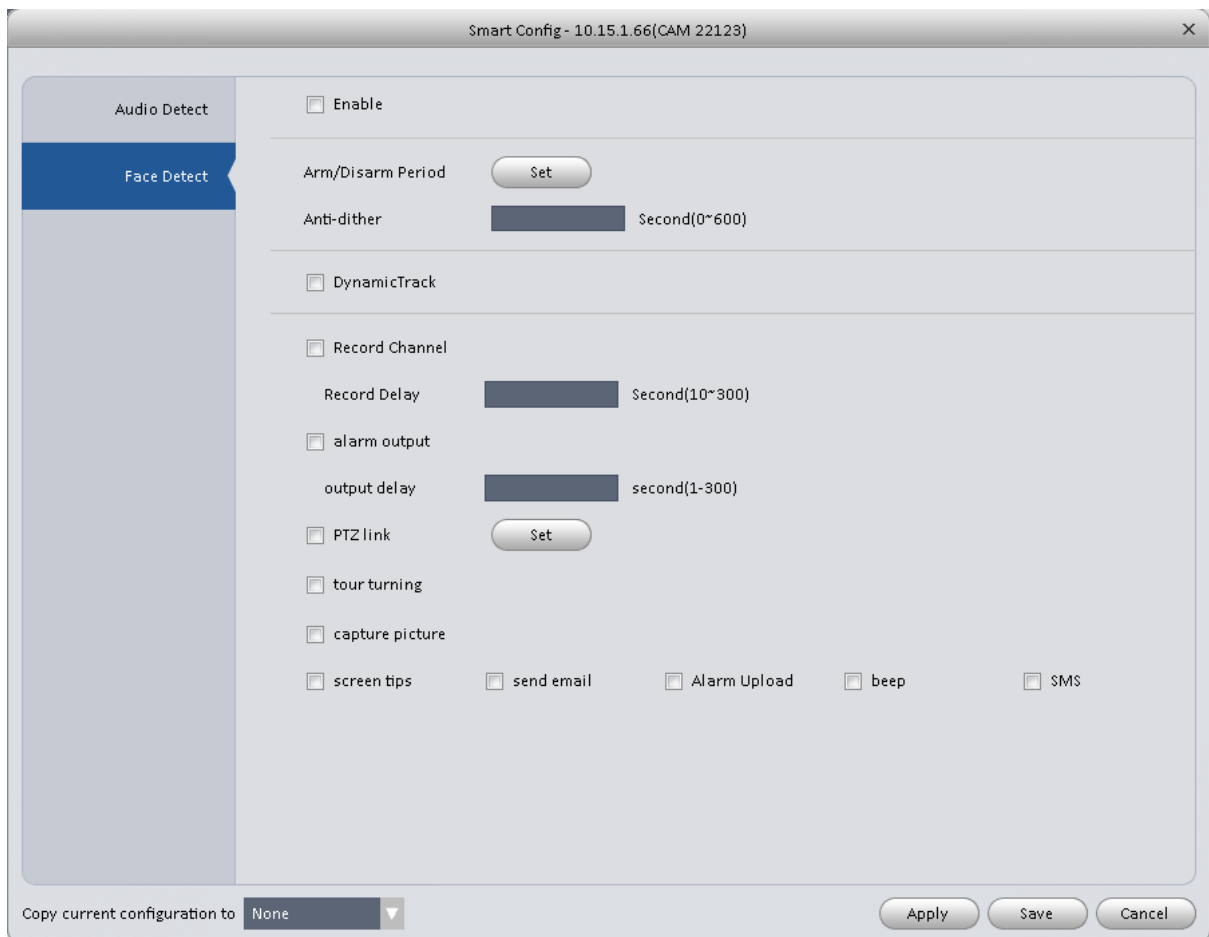 Smart Config - 10.15.1.66(CAM 22123)
Audio Detect
Face Detect
Enable
Arm/Disarm Period Set
Anti-dither Second(0~600)
DynamicTrack
Record Channel
Record Delay Second(10~300)
alarm output
output delay second(1-300)
PTZ link Set
tour turning
capture picture
screen tips send email Alarm Upload beep SMS
Copy current configuration to None Apply Save Cancel